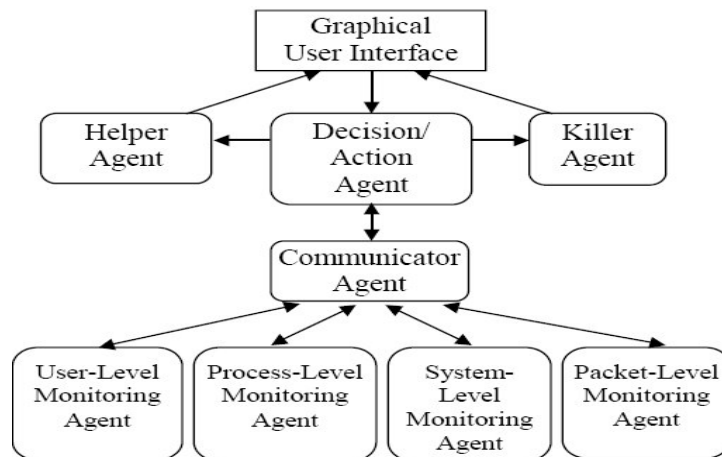 Graphical
User Interface
Helper
Agent
Decision/
Action
Agent
Killer
Agent
Communicator
Agent
User-Level
Monitoring
Agent
Process-Level
Monitoring
Agent
System-
Level
Monitoring
Agent
Packet-Level
Monitoring
Agent